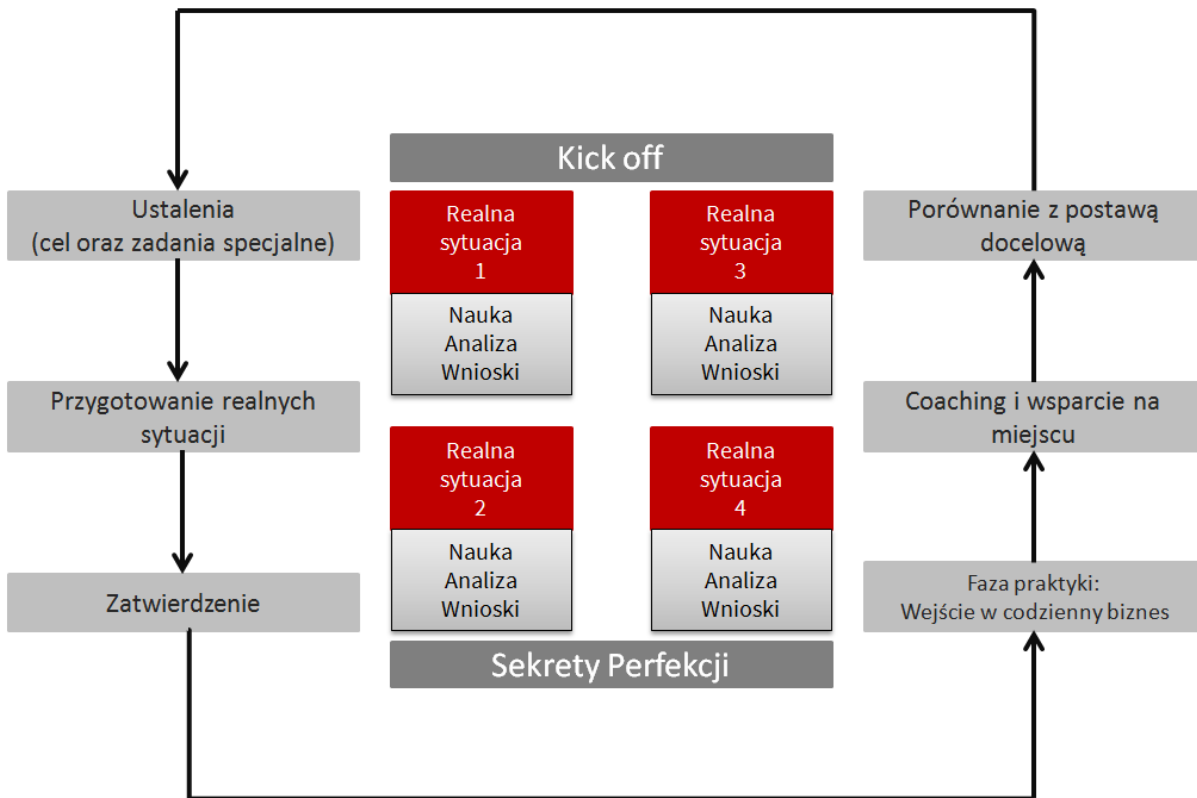 Kick off
Ustalenia
(cel oraz zadania specjalne)
Przygotowanie realnych
sytuacji
Zatwierdzenie
Realna
sytuacja
1
Nauka
Analiza
Wnioski
Realna
sytuacja
2
Nauka
Analiza
Wnioski
Realna
sytuacja
3
Nauka
Analiza
Wnioski
Realna
sytuacja
4
Nauka
Analiza
Wnioski
Sekrety Perfekcji
Porównanie z postawą
docelową
Coaching i wsparcie na
miejscu
Faza praktyki:
Wejście w codzienny biznes